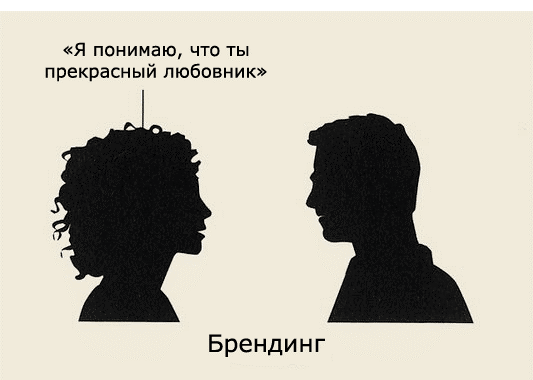 «Я понимаю, что ты
прекрасный любовник»
Брендинг